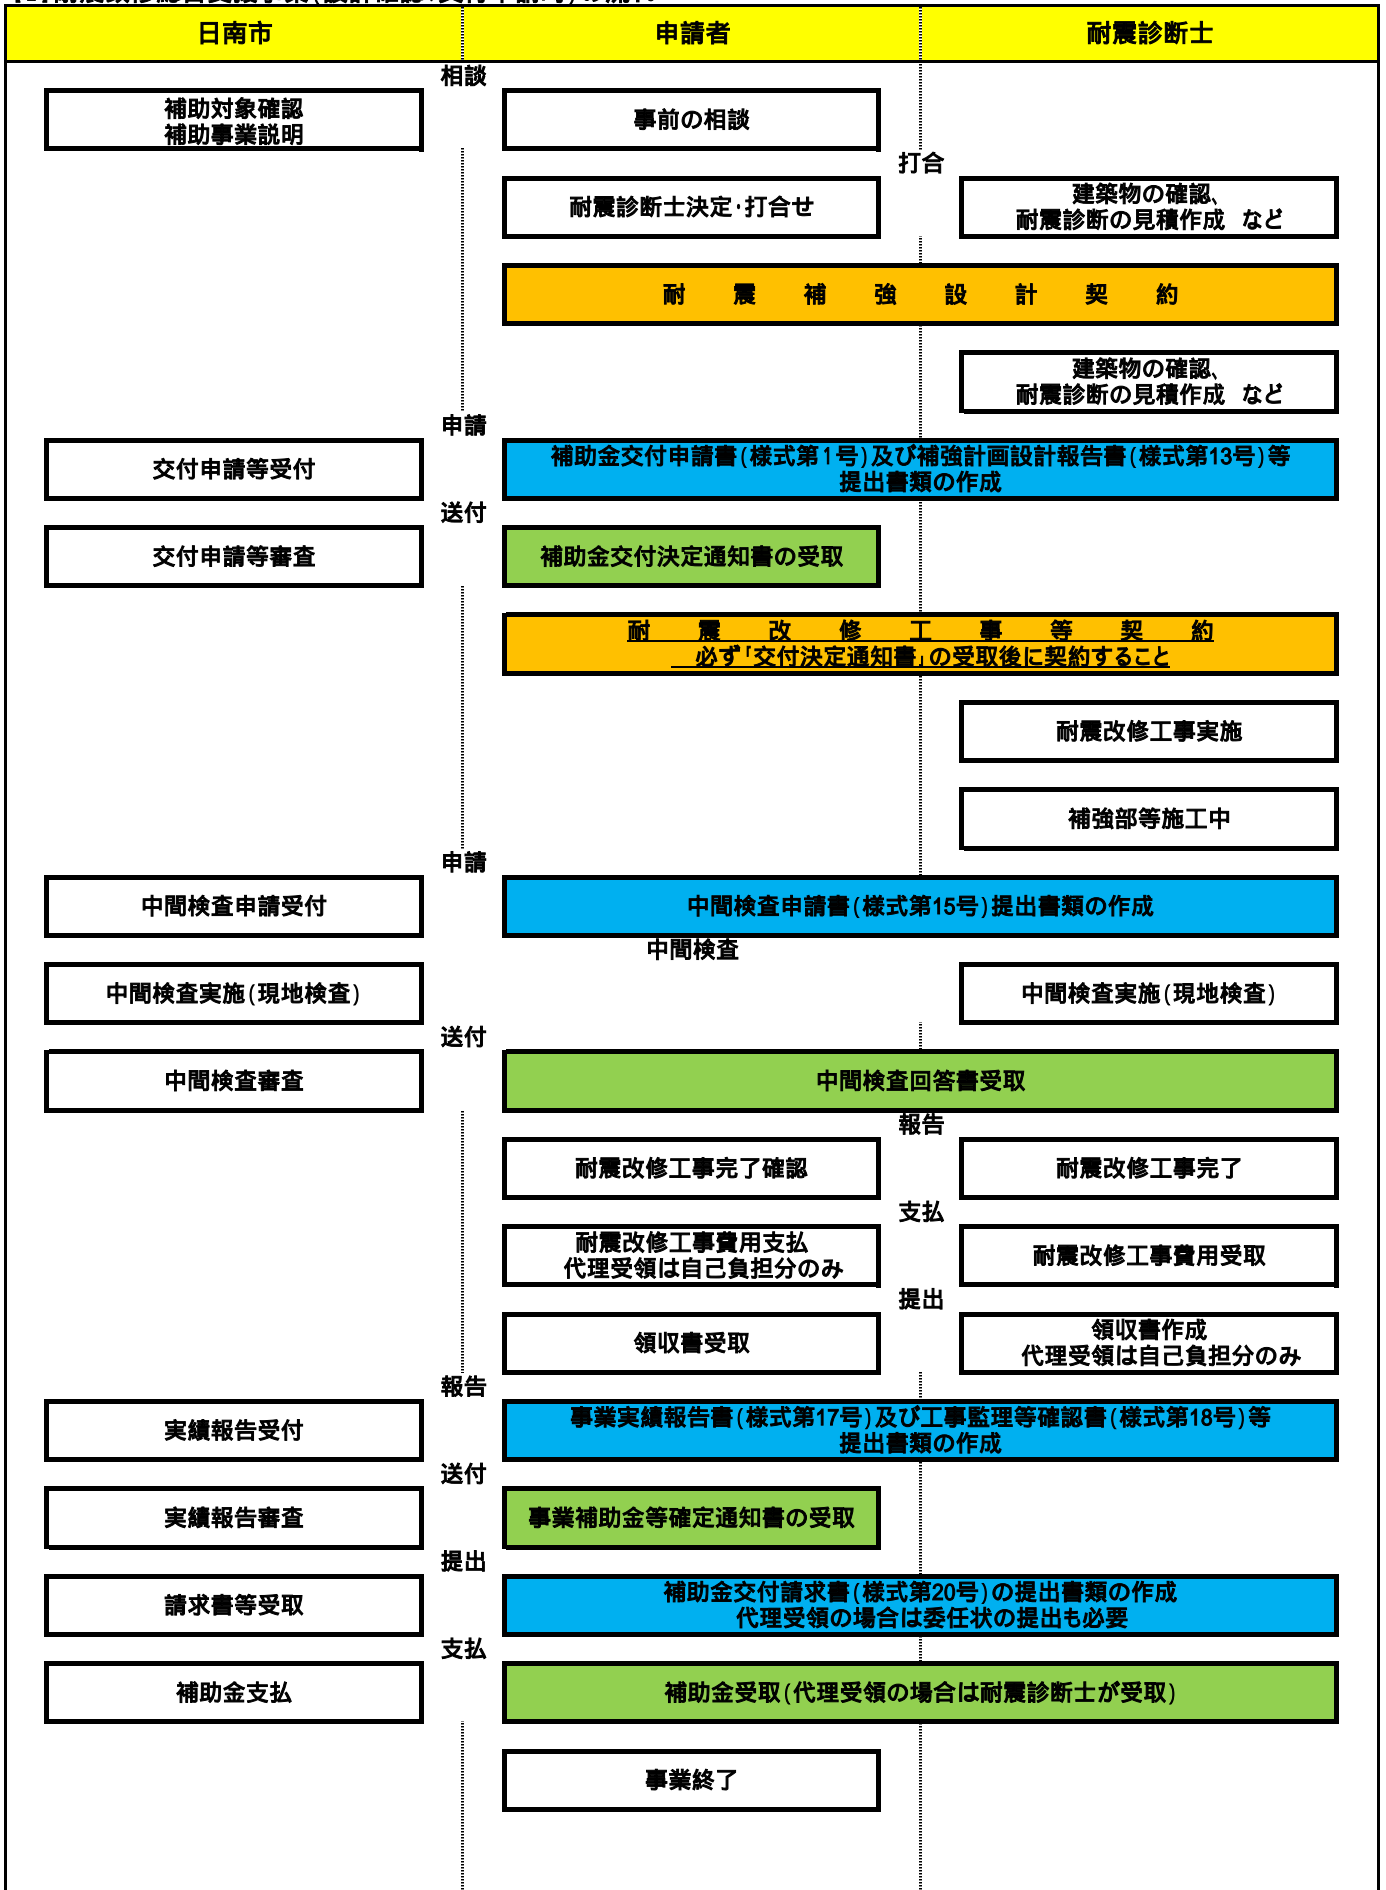 日南市
申請者
耐震診断士
相談
補助対象確認
補助事業説明
事前の相談
打合
耐震診断士決定・打合せ
建築物の確認、
耐震診断の見積作成　など
耐　震　補　強　設　計　契　約
建築物の確認、
耐震診断の見積作成　など
申請
交付申請等受付
補助金交付申請書(様式第1号)及び補強計画設計報告書(様式第13号)等
提出書類の作成
送付
交付申請等審査
補助金交付決定通知書の受取
耐　震　改　修　工　事　等　契　約
必ず「交付決定通知書」の受取後に契約すること
耐震改修工事実施
補強部等施工中
申請
中間検査申請受付
中間検査申請書(様式第15号)提出書類の作成
中間検査
中間検査実施(現地検査)
中間検査実施(現地検査)
送付
中間検査審査
中間検査回答書受取
報告
耐震改修工事完了確認
耐震改修工事完了
支払
耐震改修工事費用支払
代理受領は自己負担分のみ
耐震改修工事費用受取
提出
領収書受取
領収書作成
代理受領は自己負担分のみ
報告
実績報告受付
事業実績報告書(様式第17号)及び工事監理等確認書(様式第18号)等
提出書類の作成
送付
実績報告審査
事業補助金等確定通知書の受取
提出
請求書等受取
補助金交付請求書(様式第20号)の提出書類の作成
代理受領の場合は委任状の提出も必要
支払
補助金支払
補助金受取(代理受領の場合は耐震診断士が受取)
事業終了